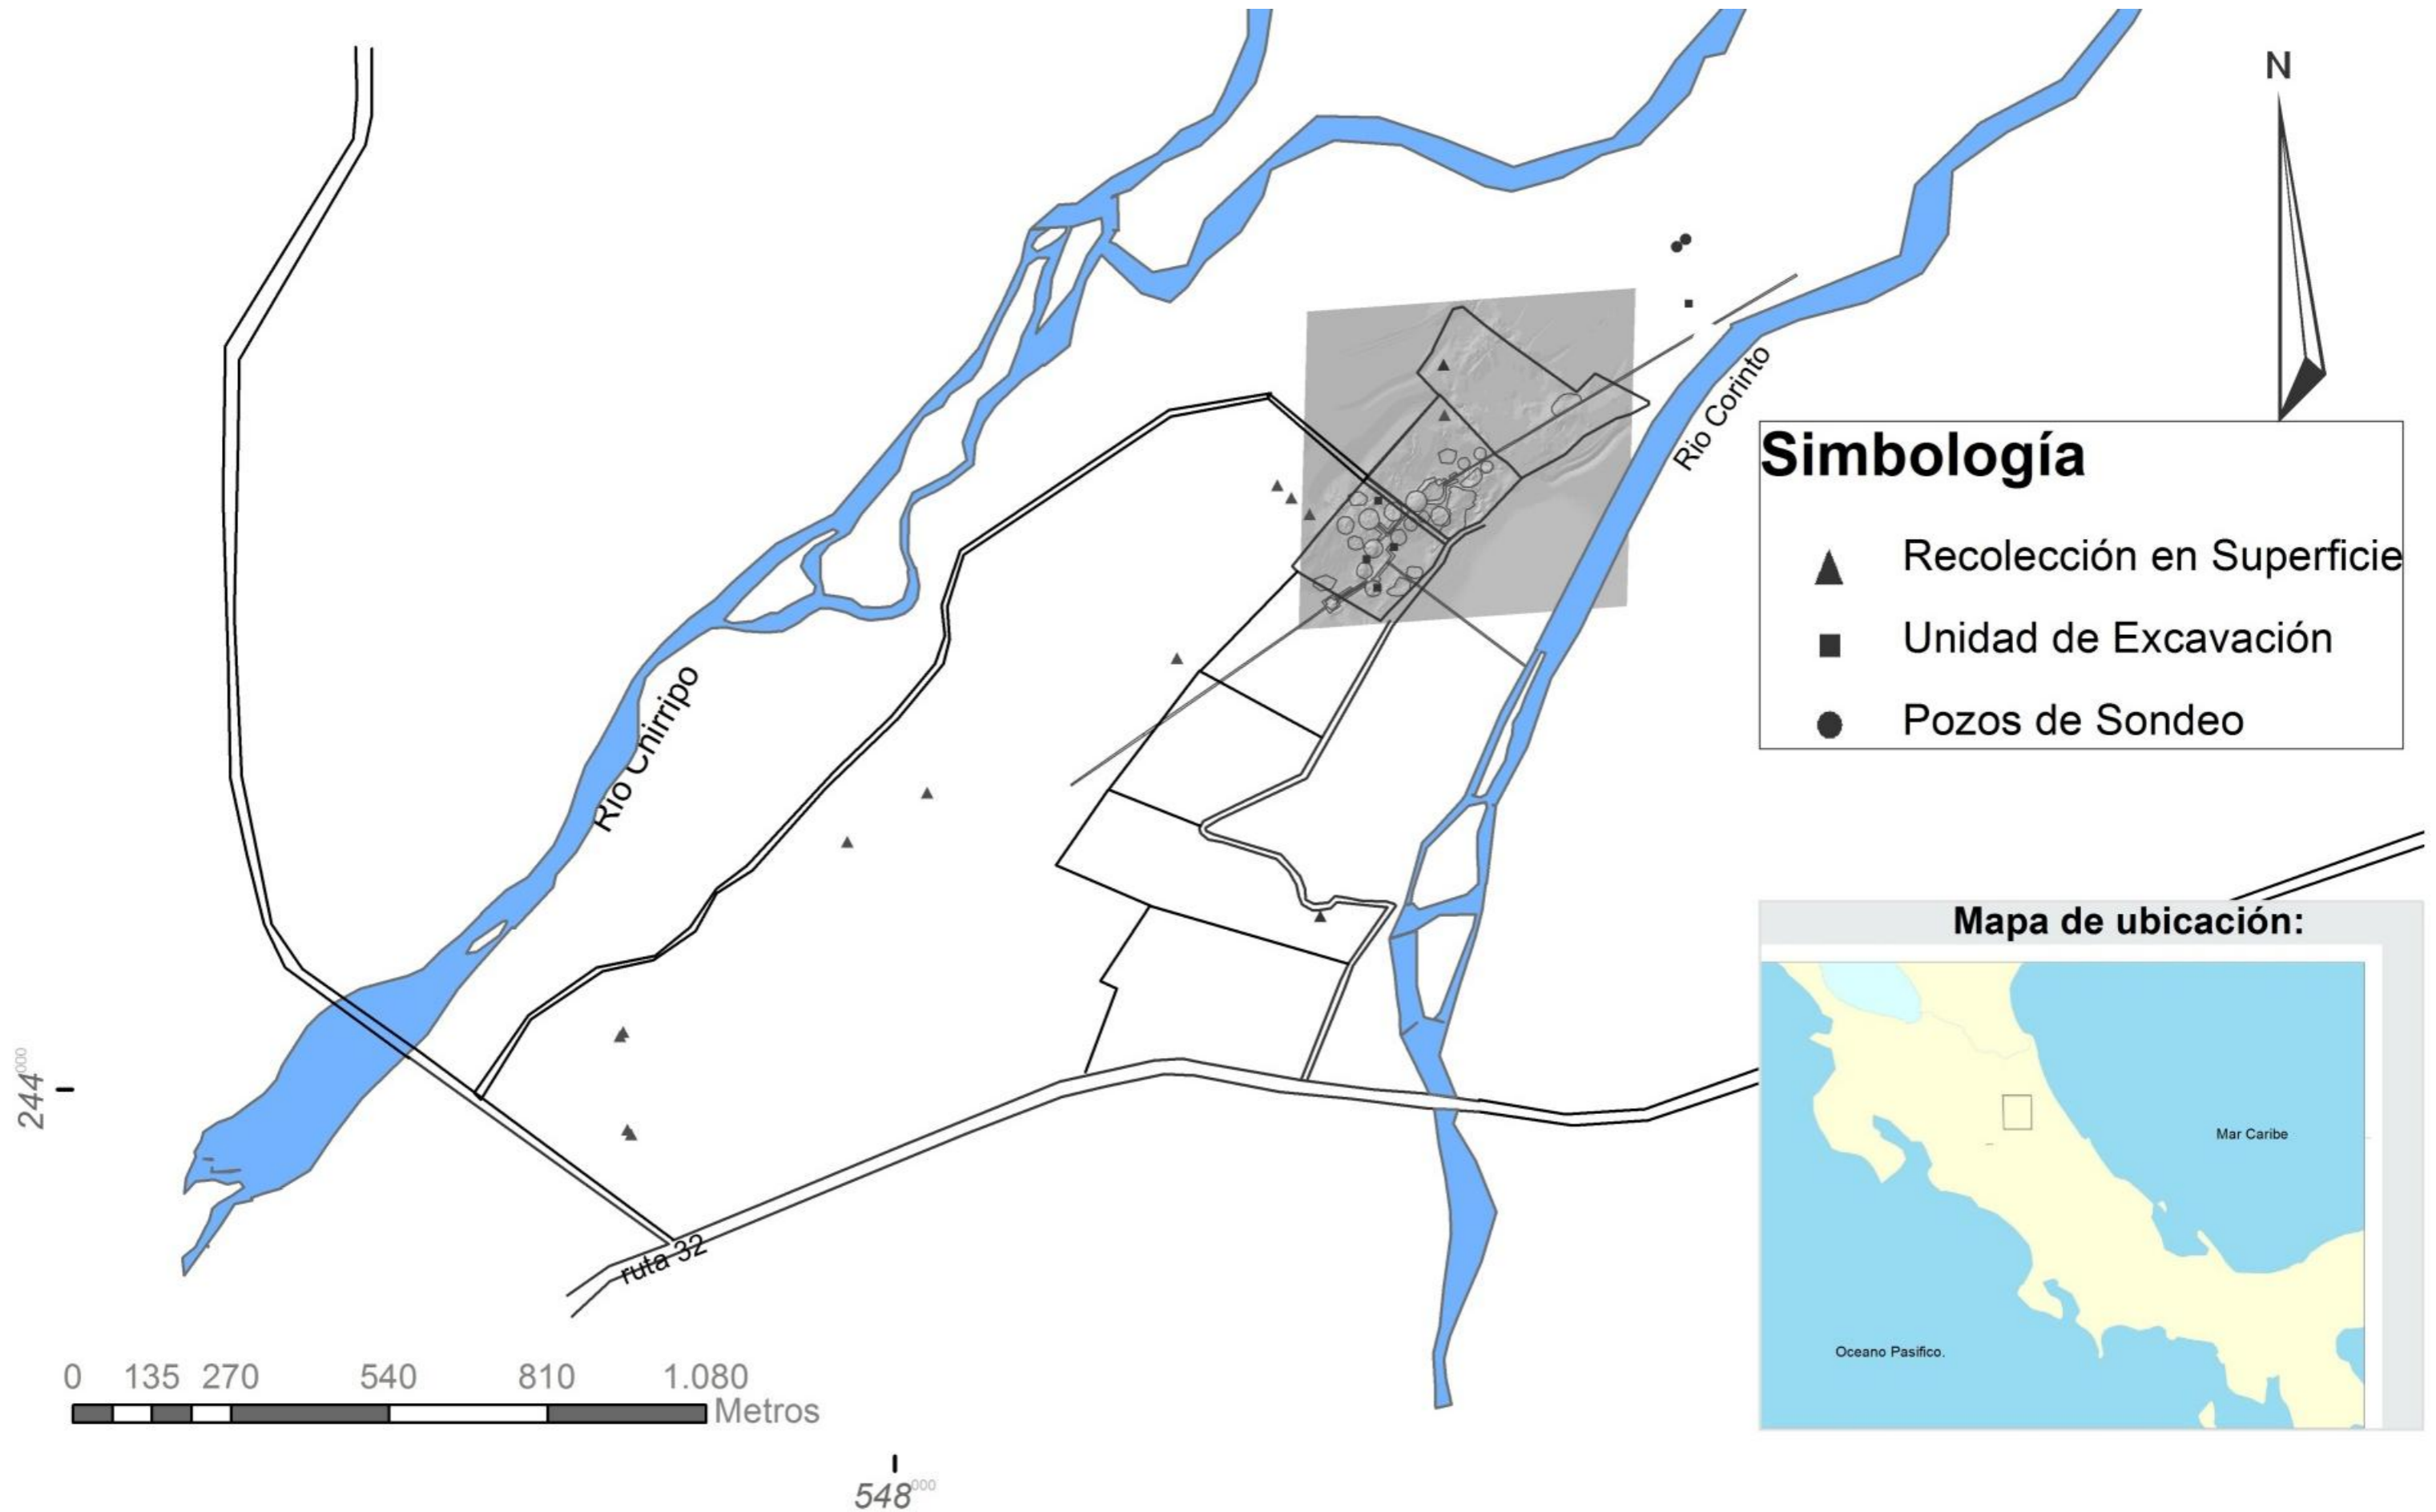 N
Rio Corinto
Simbología
Recolección en Superficie
Unidad de Excavación
Pozos de Sondeo
Rio Chirripo
Mapa de ubicación:
Mar Caribe
Oceano Pasifico.
244000
ruta 32
0 135 270 540 810 1.080
Metros
548000